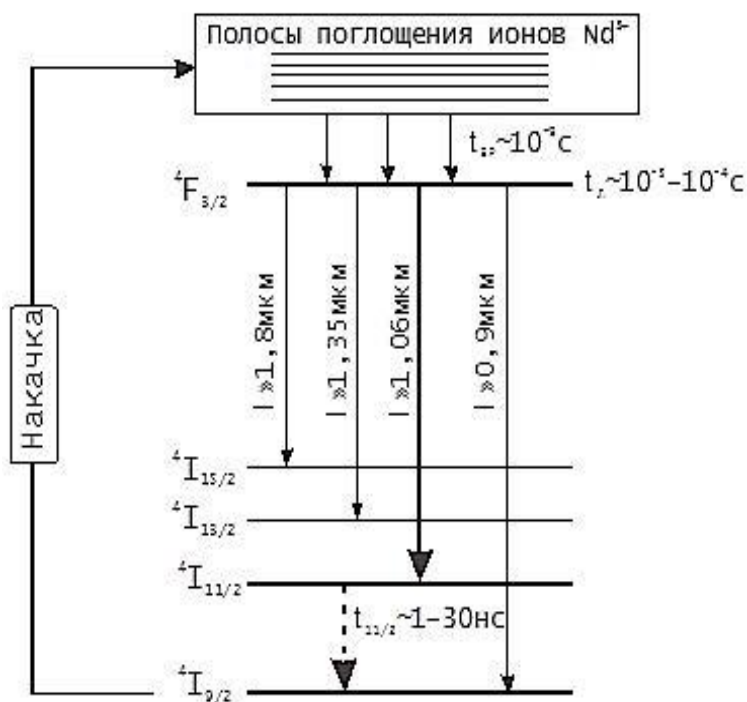 Полосы поглощения ионов Nd³⁻
⁴F₃/₂
Накачка
l »1,8мкм
l »1,35мкм
l »1,06мкм
l »0,9мкм
⁴I₁₅/₂
⁴I₁₃/₂
⁴I₁₁/₂
t₁₁/₂~1–30нс
⁴I₉/₂